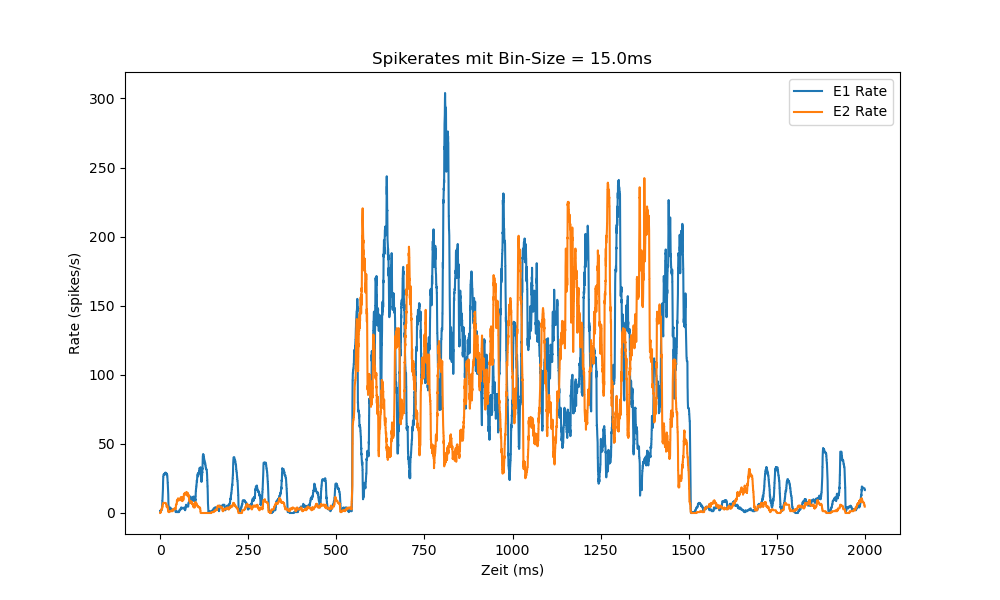 Spikerates mit Bin-Size = 15.0ms
E1 Rate
E2 Rate
Rate (spikes/s)
300
250
200
150
100
50
0
0 250 500 750 1000 1250 1500 1750 2000
Zeit (ms)